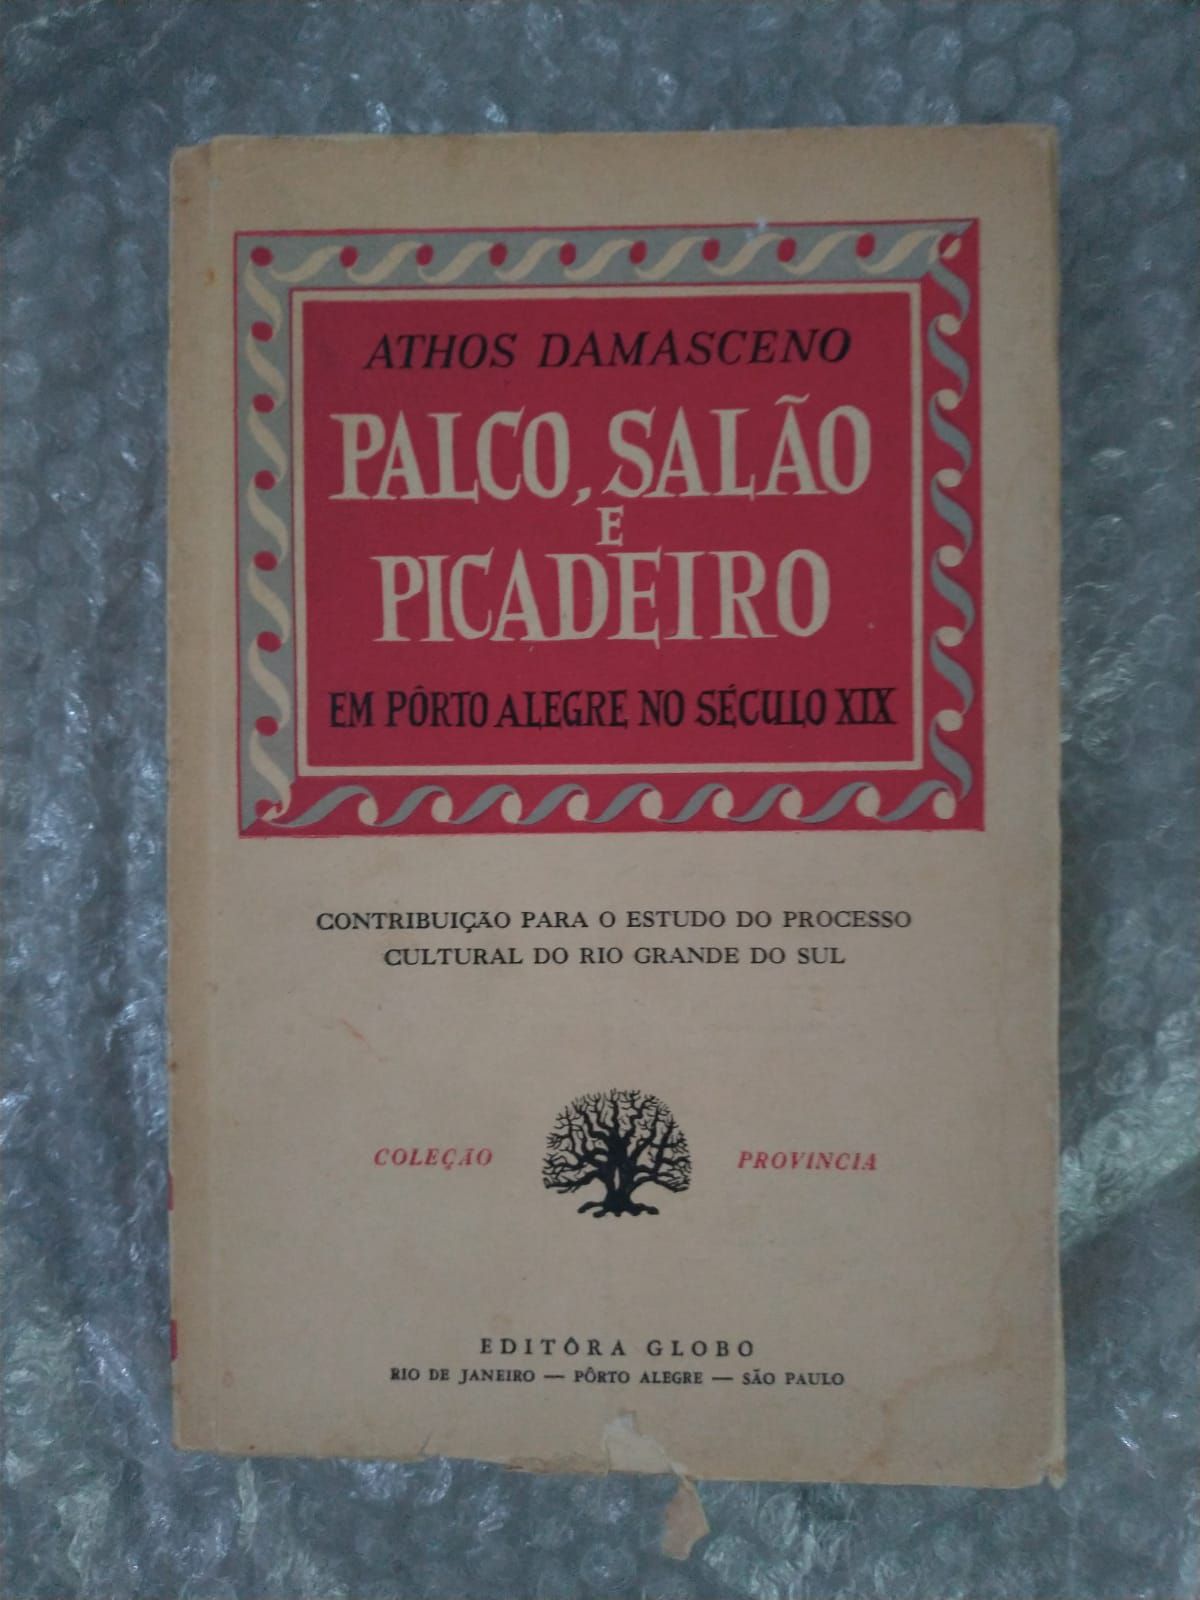 ATHOS DAMASCENO
PALCO, SALÃO
E
PICADEIRO
EM PÔRTO ALEGRE NO SÉCULO XIX
CONTRIBUIÇÃO PARA O ESTUDO DO PROCESSO
CULTURAL DO RIO GRANDE DO SUL
COLEÇÃO PROVINCIA
EDITÔRA GLOBO
RIO DE JANEIRO — PÔRTO ALEGRE — SÃO PAULO